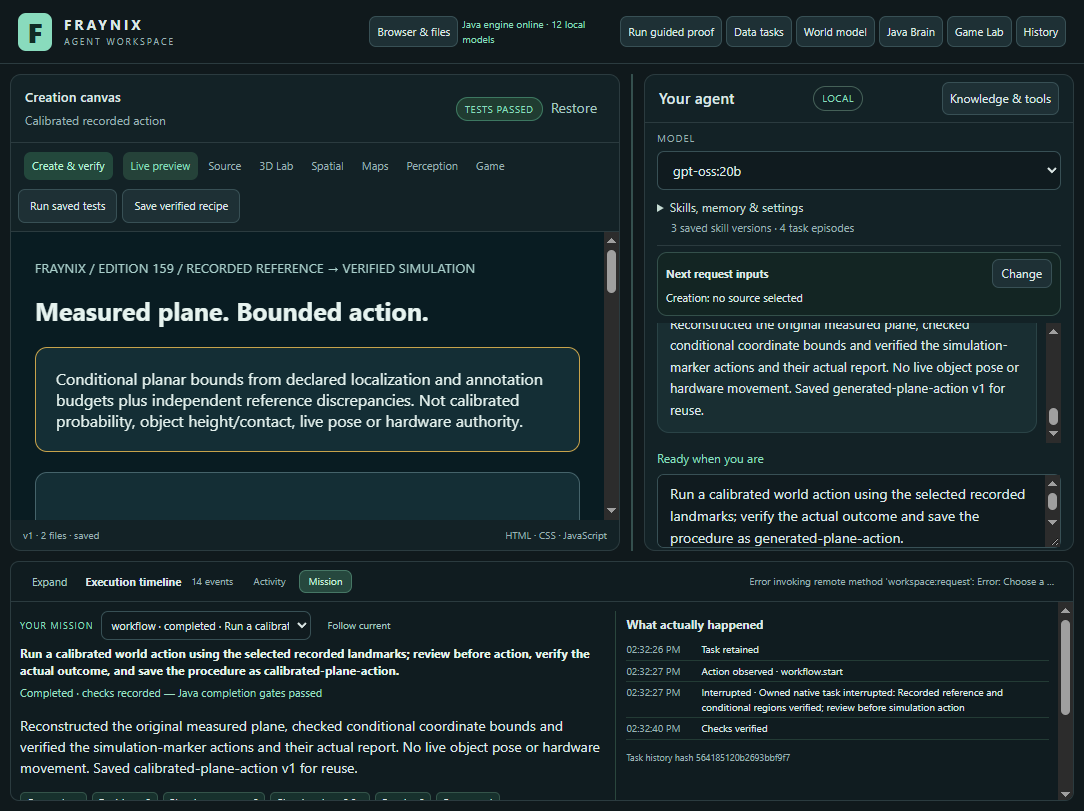 F
FRAYNIX
AGENT WORKSPACE
Browser & files
Java engine online · 12 local
models
Run guided proof
Data tasks
World model
Java Brain
Game Lab
History
Creation canvas
Calibrated recorded action
TESTS PASSED
Restore
Create & verify
Live preview
Source
3D Lab
Spatial
Maps
Perception
Game
Run saved tests
Save verified recipe
FRAYNIX / EDITION 159 / RECORDED REFERENCE → VERIFIED SIMULATION
Measured plane. Bounded action.
Conditional planar bounds from declared localization and annotation
budgets plus independent reference discrepancies. Not calibrated
probability, object height/contact, live pose or hardware authority.
v1 · 2 files · saved
HTML · CSS · JavaScript
Your agent
LOCAL
Knowledge & tools
MODEL
gpt-oss:20b
Skills, memory & settings
3 saved skill versions · 4 task episodes
Next request inputs
Creation: no source selected
Change
Reconstructed the original measured plane, checked
conditional coordinate bounds and verified the simulation-
marker actions and their actual report. No live object pose or
hardware movement. Saved generated-plane-action v1 for
reuse.
Ready when you are
Run a calibrated world action using the selected recorded
landmarks; verify the actual outcome and save the
procedure as generated-plane-action.
Expand
Execution timeline
14 events
Activity
Mission
Error invoking remote method 'workspace:request': Error: Choose a ...
YOUR MISSION
workflow · completed · Run a calibrat
Follow current
Run a calibrated world action using the selected recorded landmarks; review before action, verify the
actual outcome, and save the procedure as calibrated-plane-action.
Completed · checks recorded — Java completion gates passed
Reconstructed the original measured plane, checked conditional coordinate bounds and
verified the simulation-marker actions and their actual report. No live object pose or hardware
movement. Saved calibrated-plane-action v1 for reuse.
What actually happened
02:32:26 PM Task retained
02:32:27 PM Action observed · workflow.start
02:32:27 PM Interrupted · Owned native task interrupted: Recorded reference and
conditional regions verified; review before simulation action
02:32:40 PM Checks verified
Task history hash 564185120b2693bbf9f7